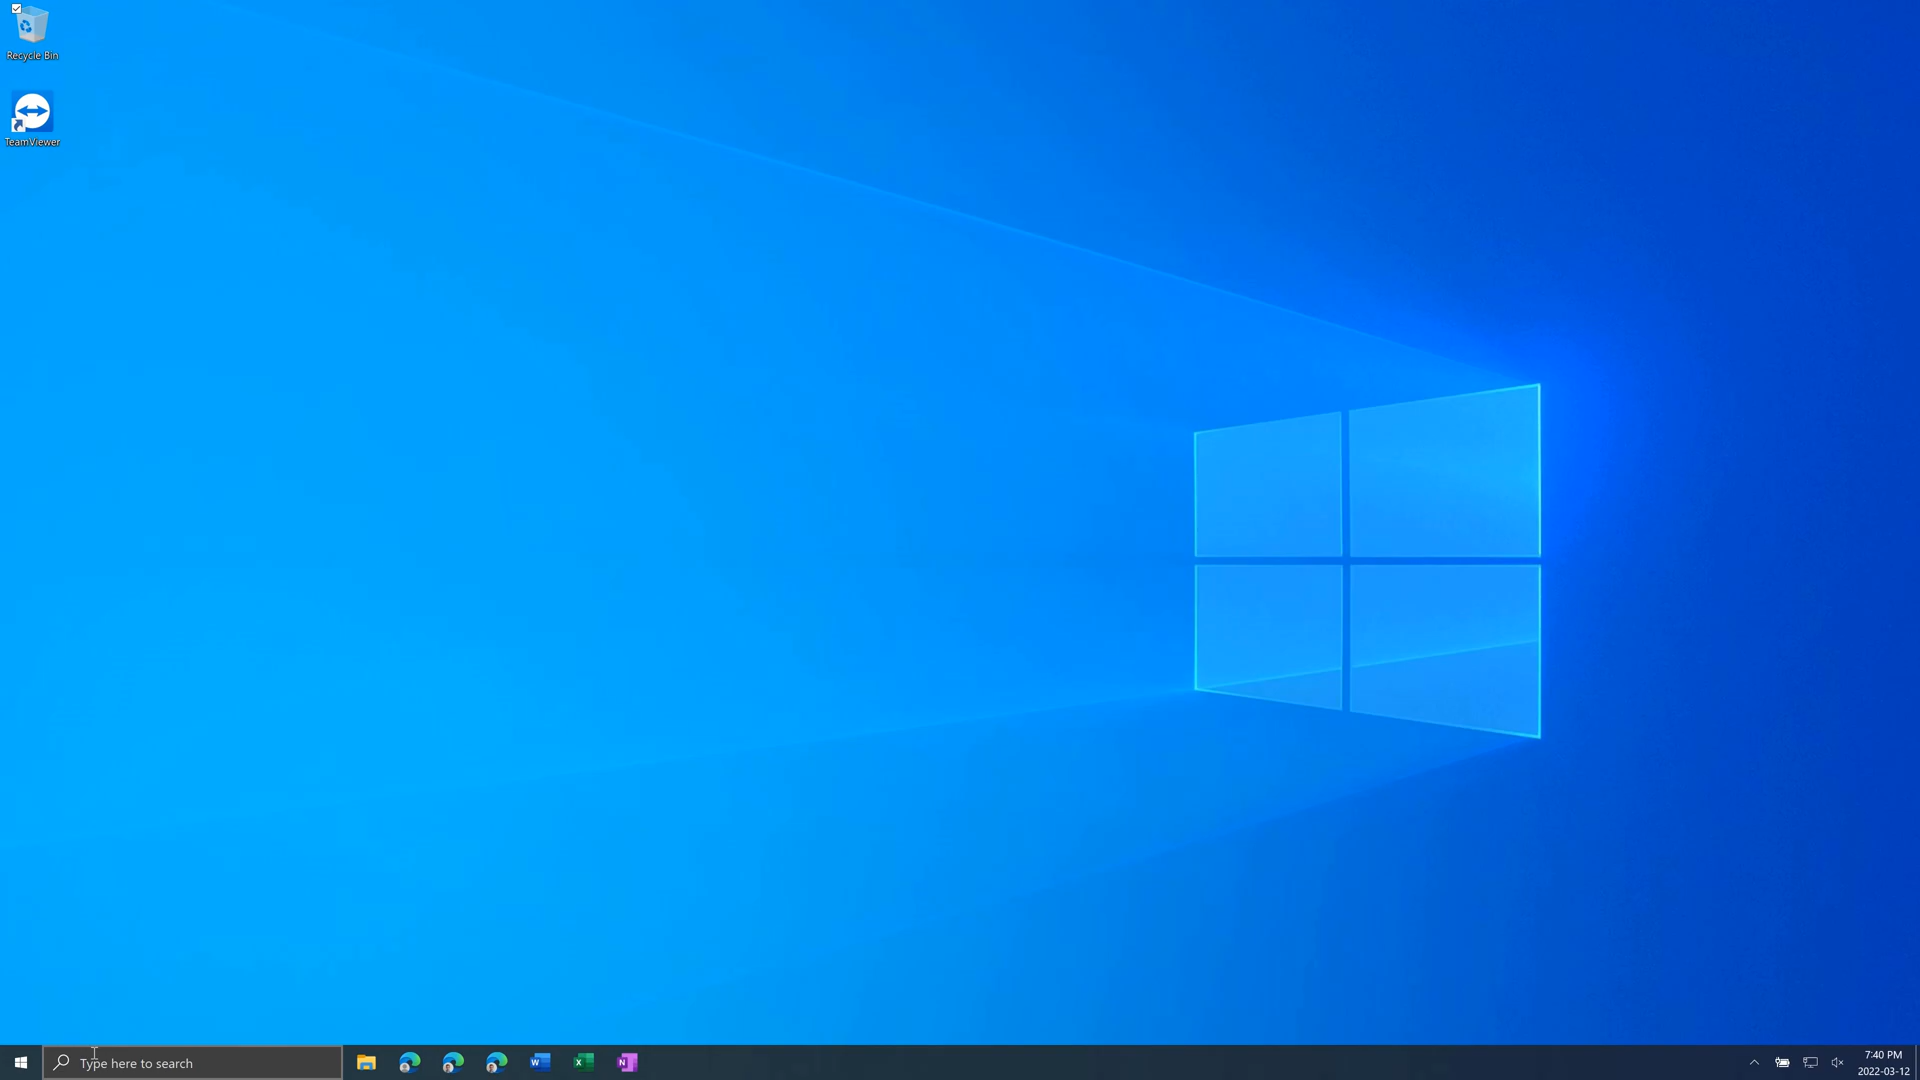 Recycle Bin
TeamViewer
Type here to search
W
X
N
7:40 PM
2022-03-12